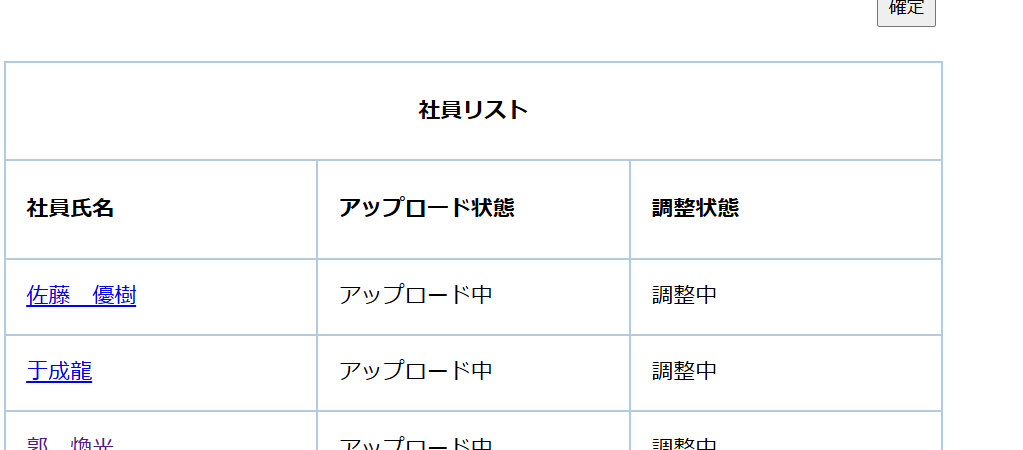 確定
社員リスト
社員氏名 アップロード状態 調整状態
佐藤　優樹 アップロード中 調整中
于成龍 アップロード中 調整中
郭　煥光 アップロード中 調整中